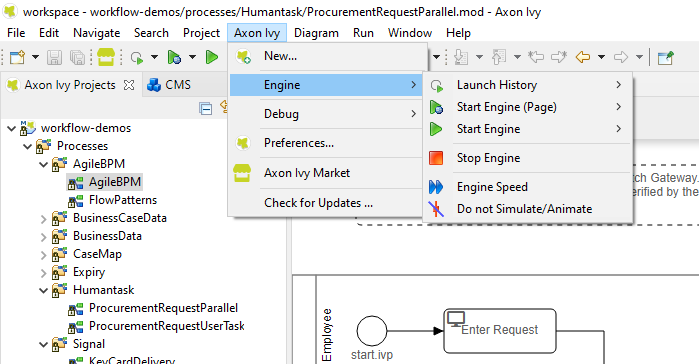 workspace - workflow-demos/processes/Humantask/ProcurementRequestParallel.mod - Axon Ivy
File Edit Navigate Search Project Axon Ivy Diagram Run Window Help
Axon Ivy Projects CMS
workflow-demos
Processes
AgileBPM
AgileBPM
FlowPatterns
BusinessCaseData
BusinessData
CaseMap
Expiry
Humantask
ProcurementRequestParallel
ProcurementRequestUserTask
Signal
KeyCardDelivery
New...
Engine
Debug
Preferences...
Axon Ivy Market
Check for Updates ...
Launch History
Start Engine (Page)
Start Engine
Stop Engine
Engine Speed
Do not Simulate/Animate
tch Gateway.
erified by the
Employee
start.ivp
Enter Request